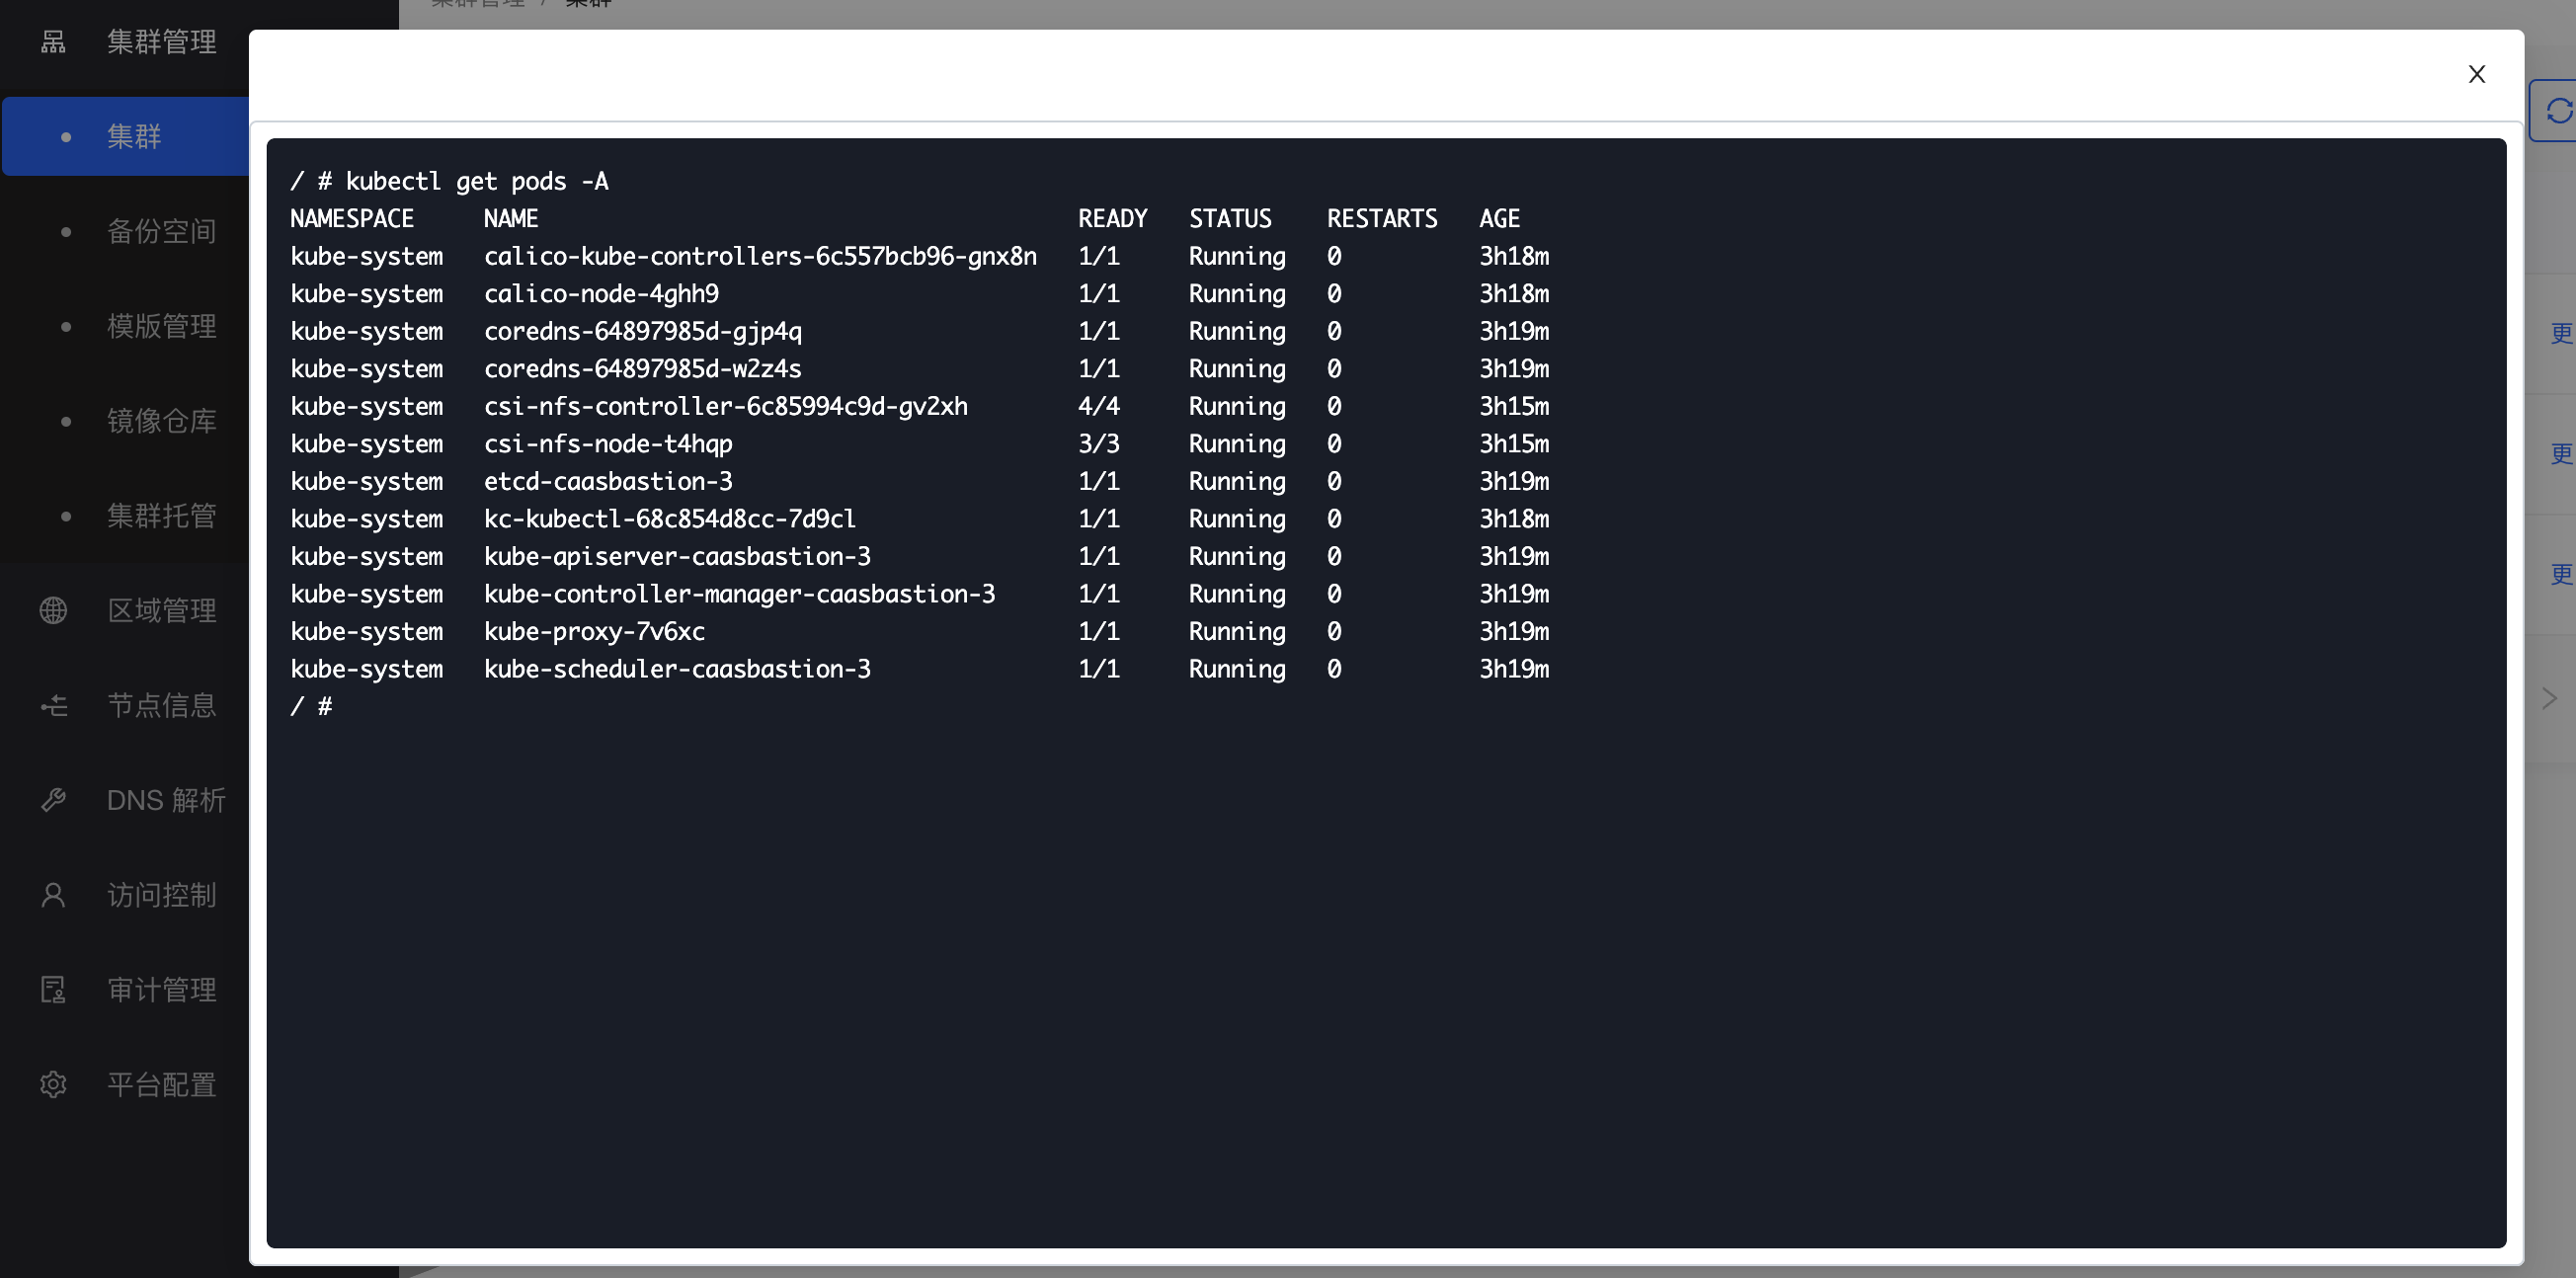 集群管理 / 集群
集群管理
集群
备份空间
模版管理
镜像仓库
集群托管
区域管理
节点信息
DNS 解析
访问控制
审计管理
平台配置
/ # kubectl get pods -A
NAMESPACE NAME READY STATUS RESTARTS AGE
kube-system calico-kube-controllers-6c557bcb96-gnx8n 1/1 Running 0 3h18m
kube-system calico-node-4ghh9 1/1 Running 0 3h18m
kube-system coredns-64897985d-gjp4q 1/1 Running 0 3h19m
kube-system coredns-64897985d-w2z4s 1/1 Running 0 3h19m
kube-system csi-nfs-controller-6c85994c9d-gv2xh 4/4 Running 0 3h15m
kube-system csi-nfs-node-t4hqp 3/3 Running 0 3h15m
kube-system etcd-caasbastion-3 1/1 Running 0 3h19m
kube-system kc-kubectl-68c854d8cc-7d9cl 1/1 Running 0 3h18m
kube-system kube-apiserver-caasbastion-3 1/1 Running 0 3h19m
kube-system kube-controller-manager-caasbastion-3 1/1 Running 0 3h19m
kube-system kube-proxy-7v6xc 1/1 Running 0 3h19m
kube-system kube-scheduler-caasbastion-3 1/1 Running 0 3h19m
/ #
更
更
更